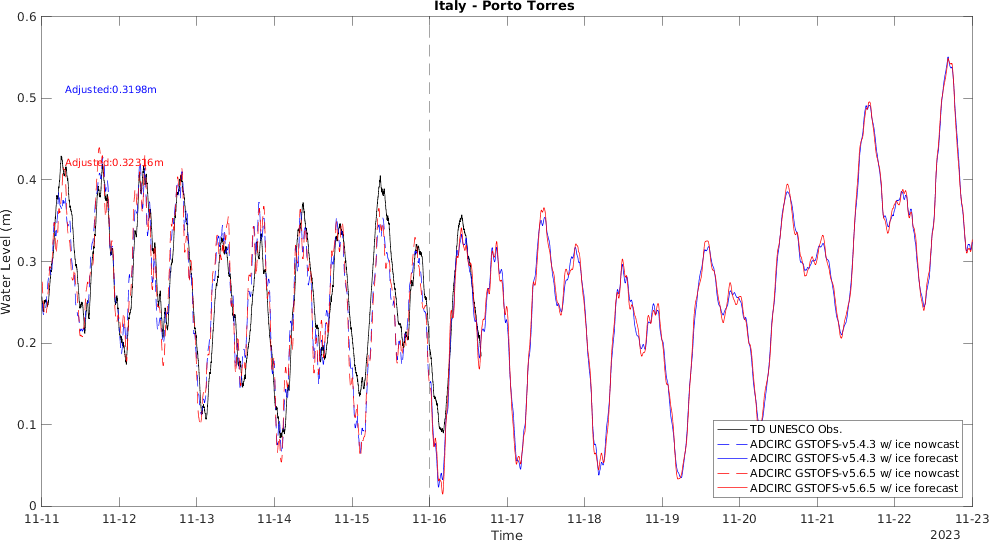 Italy - Porto Torres
0.6
0.5
0.4
0.3
0.2
0.1
0
Water Level (m)
Adjusted:0.3198m
Adjusted:0.32316m
TD UNESCO Obs.
ADCIRC GSTOFS-v5.4.3 w/ ice nowcast
ADCIRC GSTOFS-v5.4.3 w/ ice forecast
ADCIRC GSTOFS-v5.6.5 w/ ice nowcast
ADCIRC GSTOFS-v5.6.5 w/ ice forecast
11-11 11-12 11-13 11-14 11-15 11-16 11-17 11-18 11-19 11-20 11-21 11-22 11-23
Time
2023